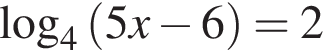 log₄ (5x − 6) = 2